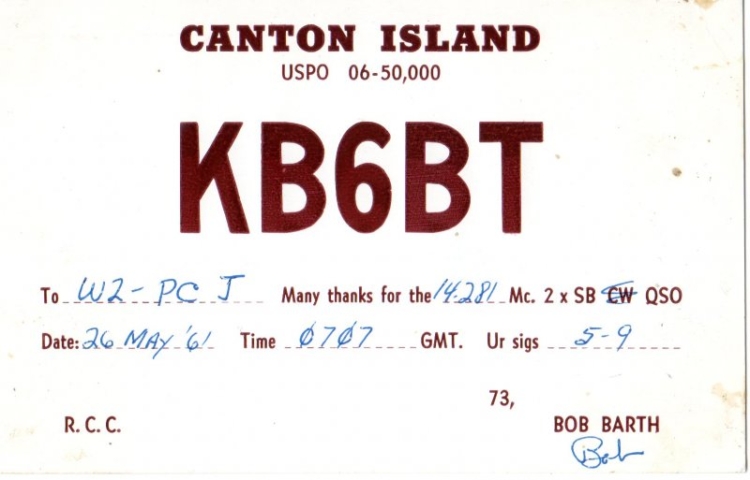 CANTON ISLAND
USPO 06-50,000
KB6BT
To W2-PCJ Many thanks for the 14.281 Mc. 2 x SB CW QSO
Date: 26 MAY '61 Time 0707 GMT. Ur sigs 5-9
73,
R. C. C. BOB BARTH
Bob